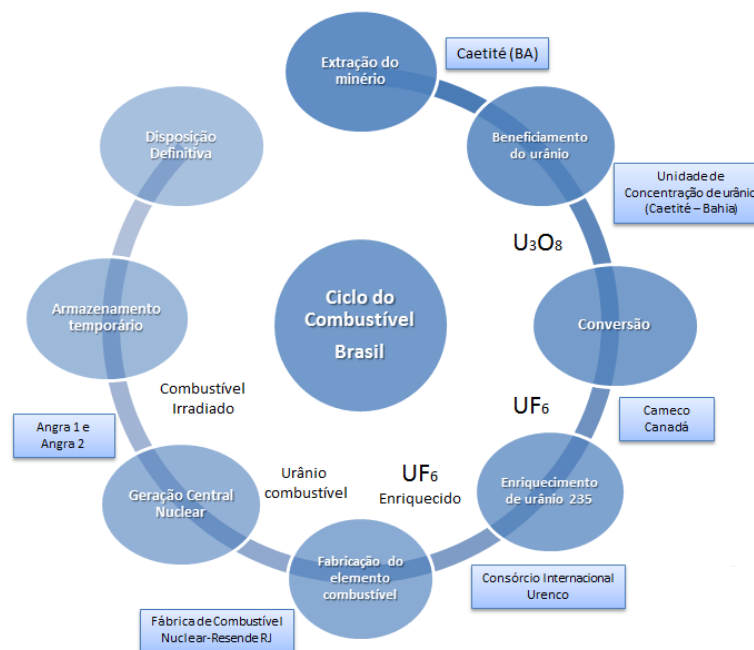 Extração do
minério
Caetité (BA)
Beneficiamento
do urânio
Unidade de
Concentração de urânio
(Caetité – Bahia)
U₃O₈
Conversão
Cameco
Canadá
UF₆
Enriquecimento
de urânio 235
Consórcio Internacional
Urenco
UF₆
Enriquecido
Fabricação do
elemento
combustível
Fábrica de Combustível
Nuclear-Resende RJ
Urânio
combustível
Geração Central
Nuclear
Angra 1 e
Angra 2
Combustível
Irradiado
Armazenamento
temporário
Disposição
Definitiva
Ciclo do
Combustível
Brasil